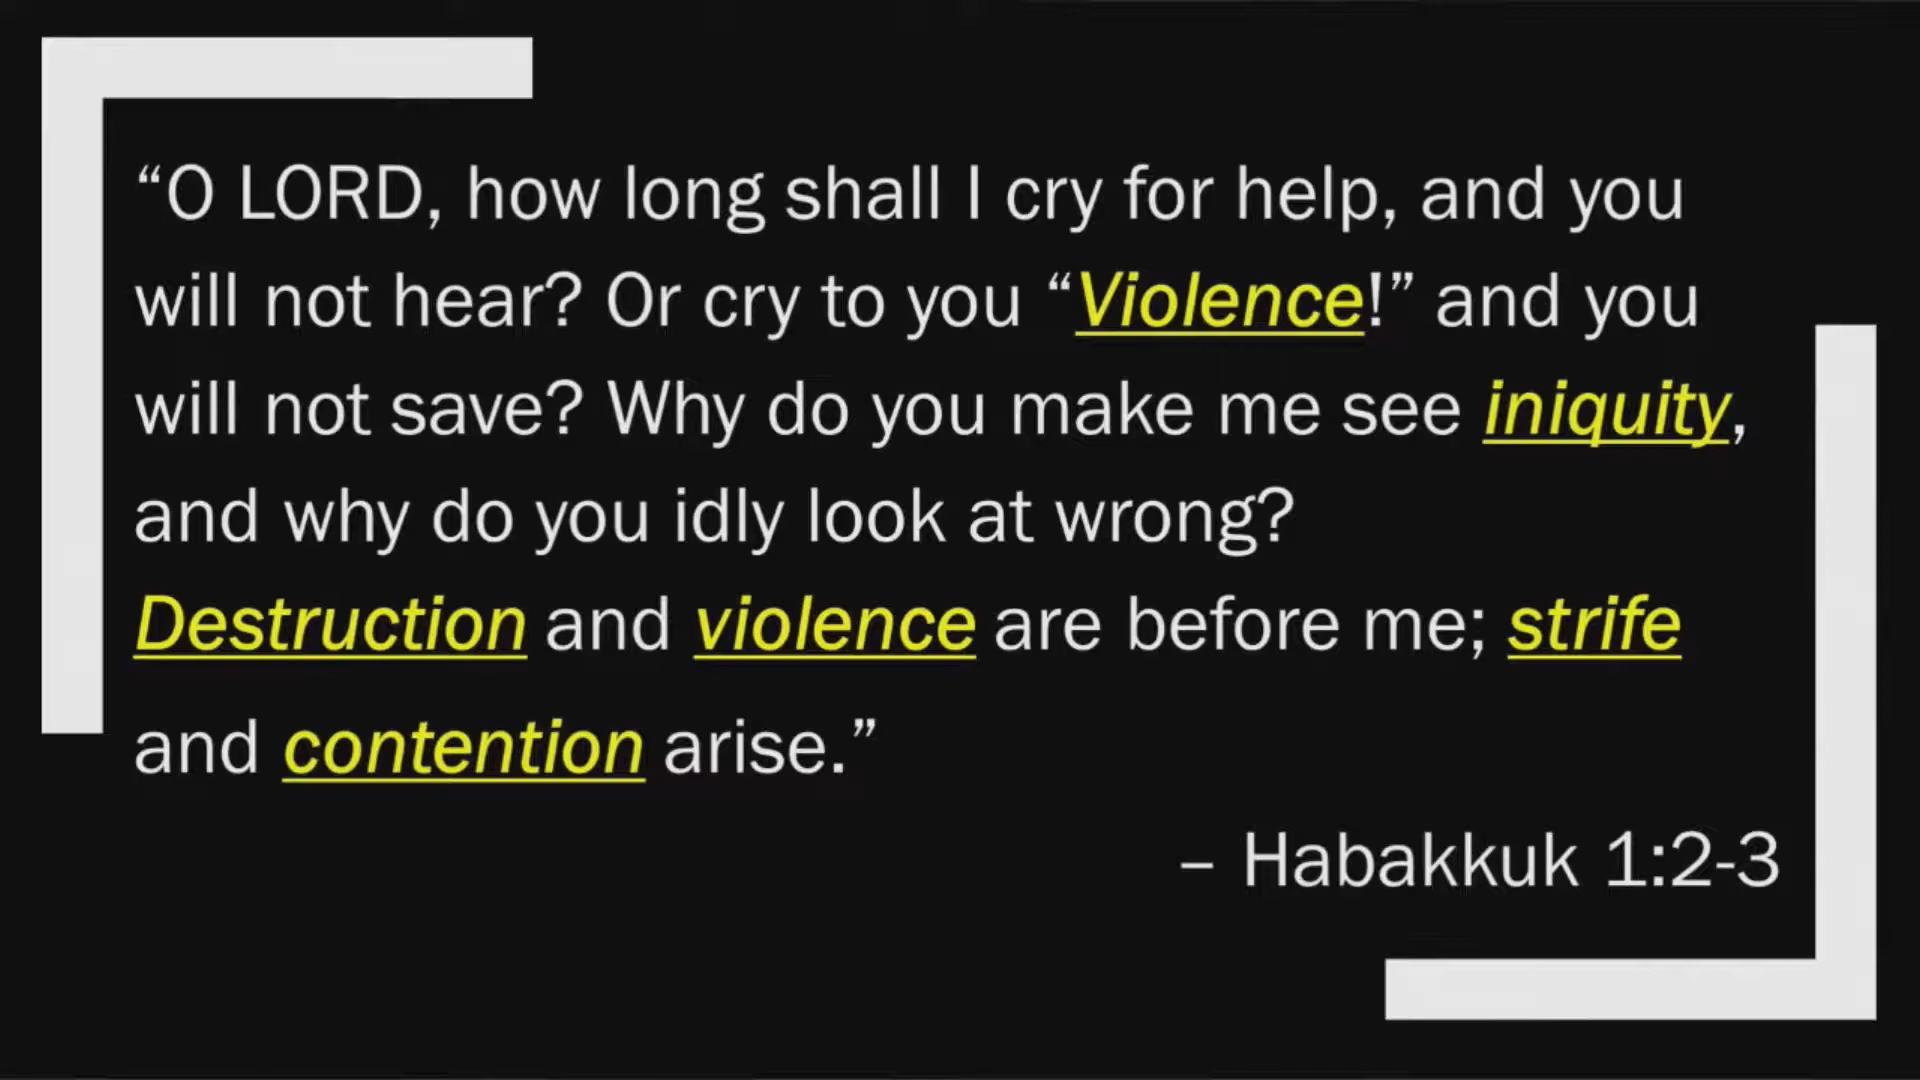 “O LORD, how long shall I cry for help, and you
will not hear? Or cry to you “Violence!” and you
will not save? Why do you make me see iniquity,
and why do you idly look at wrong?
Destruction and violence are before me; strife
and contention arise.”
– Habakkuk 1:2-3